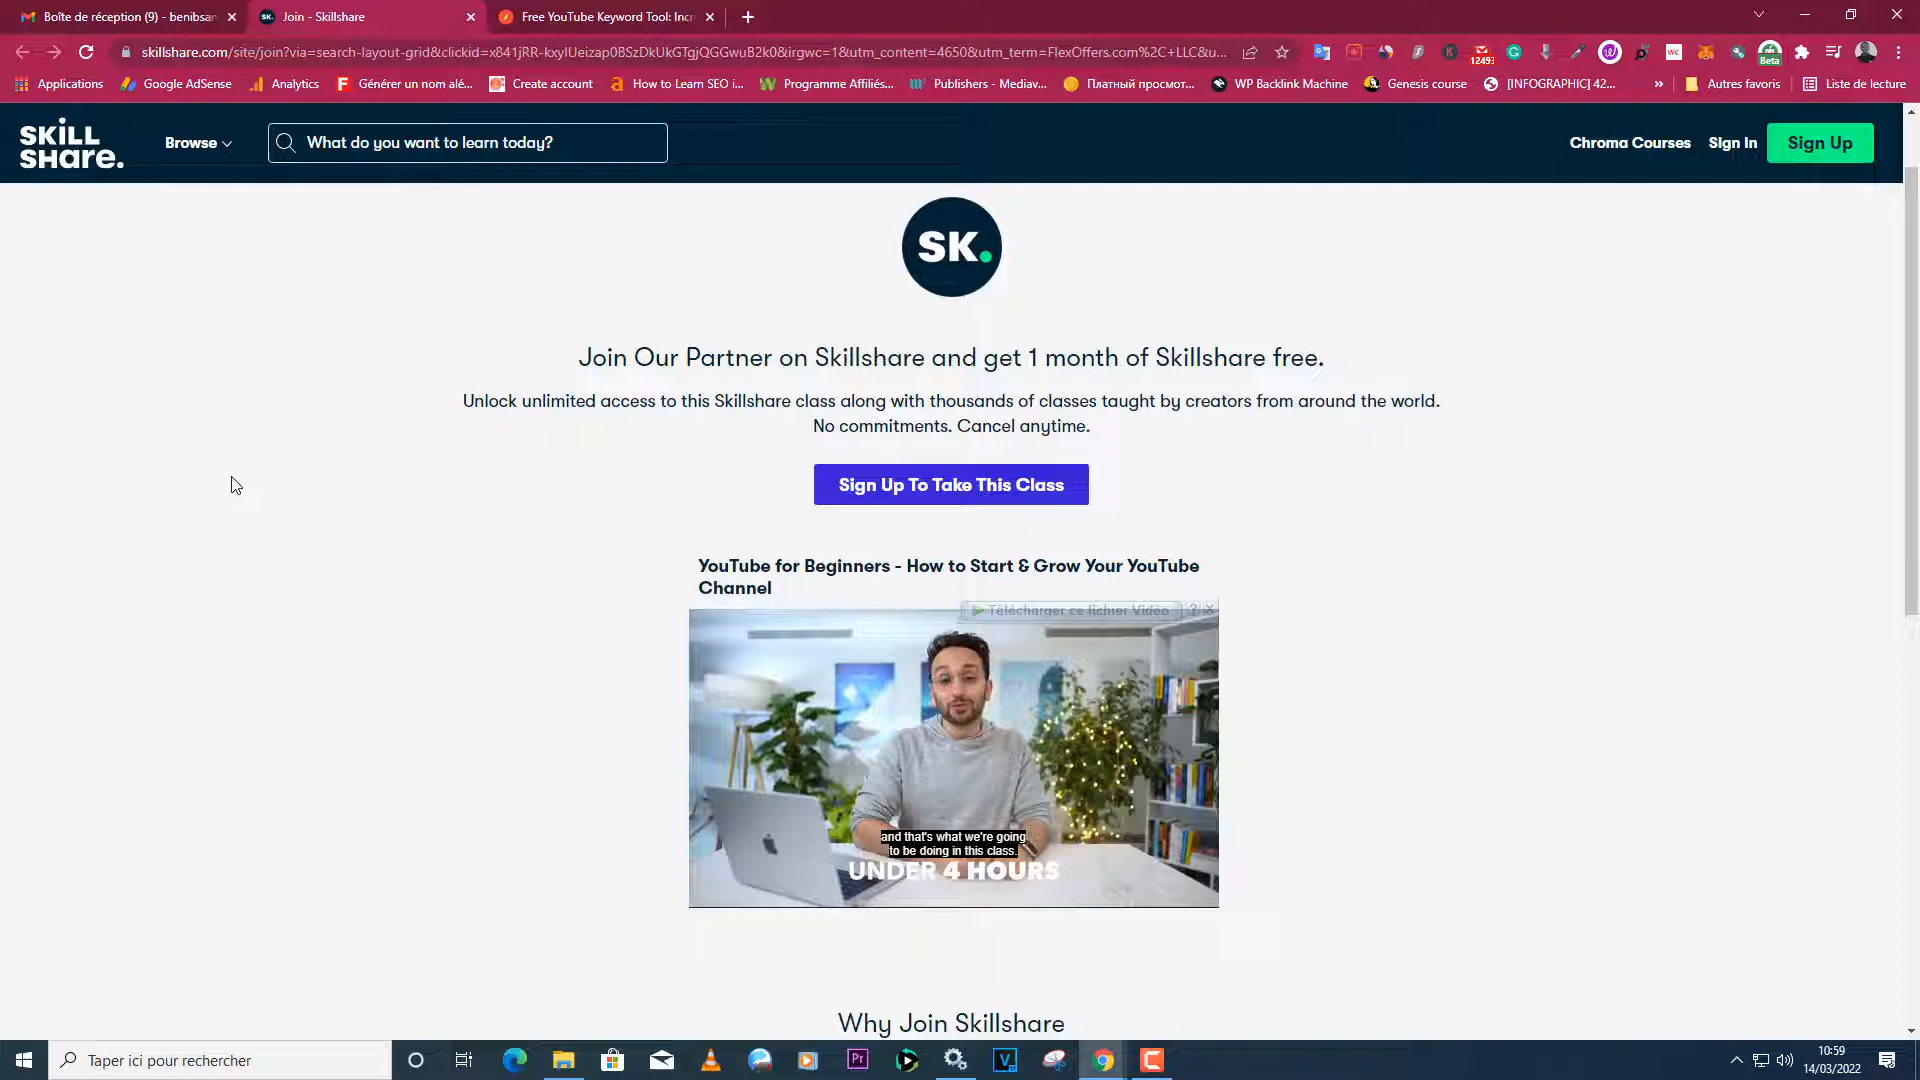 Boîte de réception (9) - benibsan
Join - Skillshare
Free YouTube Keyword Tool: Incr
skillshare.com/site/join?via=search-layout-grid&clickid=x841jRR-kxyIUeizap0BSzDkUkGTgjQGGwuB2k0&irgwc=1&utm_content=4650&utm_term=FlexOffers.com%2C+LLC&u...
12493
WC
Beta
Applications
Google AdSense
Analytics
Générer un nom alé...
Create account
How to Learn SEO i...
Programme Affiliés...
Publishers - Mediav...
Платный просмот...
WP Backlink Machine
Genesis course
[INFOGRAPHIC] 42...
»
Autres favoris
Liste de lecture
SKILL
SHare.
Browse
What do you want to learn today?
Chroma Courses
Sign In
Sign Up
SK.
Join Our Partner on Skillshare and get 1 month of Skillshare free.
Unlock unlimited access to this Skillshare class along with thousands of classes taught by creators from around the world.
No commitments. Cancel anytime.
Sign Up To Take This Class
YouTube for Beginners - How to Start & Grow Your YouTube
Channel
Télécharger ce fichier Vidéo
?
and that's what we're going
to be doing in this class.
UNDER 4 HOURS
Why Join Skillshare
Taper ici pour rechercher
Pr
10:59
14/03/2022